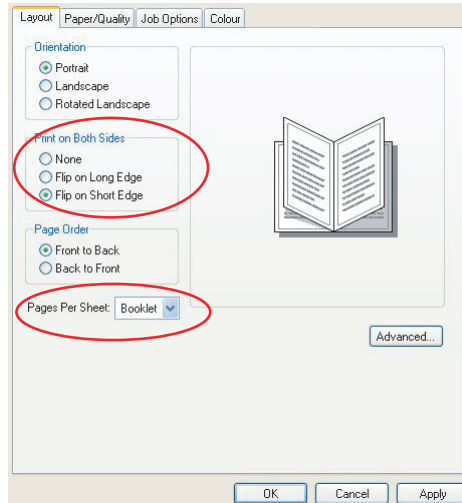 Layout Paper/Quality Job Options Colour
Orientation
Portrait
Landscape
Rotated Landscape
Print on Both Sides
None
Flip on Long Edge
Flip on Short Edge
Page Order
Front to Back
Back to Front
Pages Per Sheet: Booklet
Advanced...
OK Cancel Apply